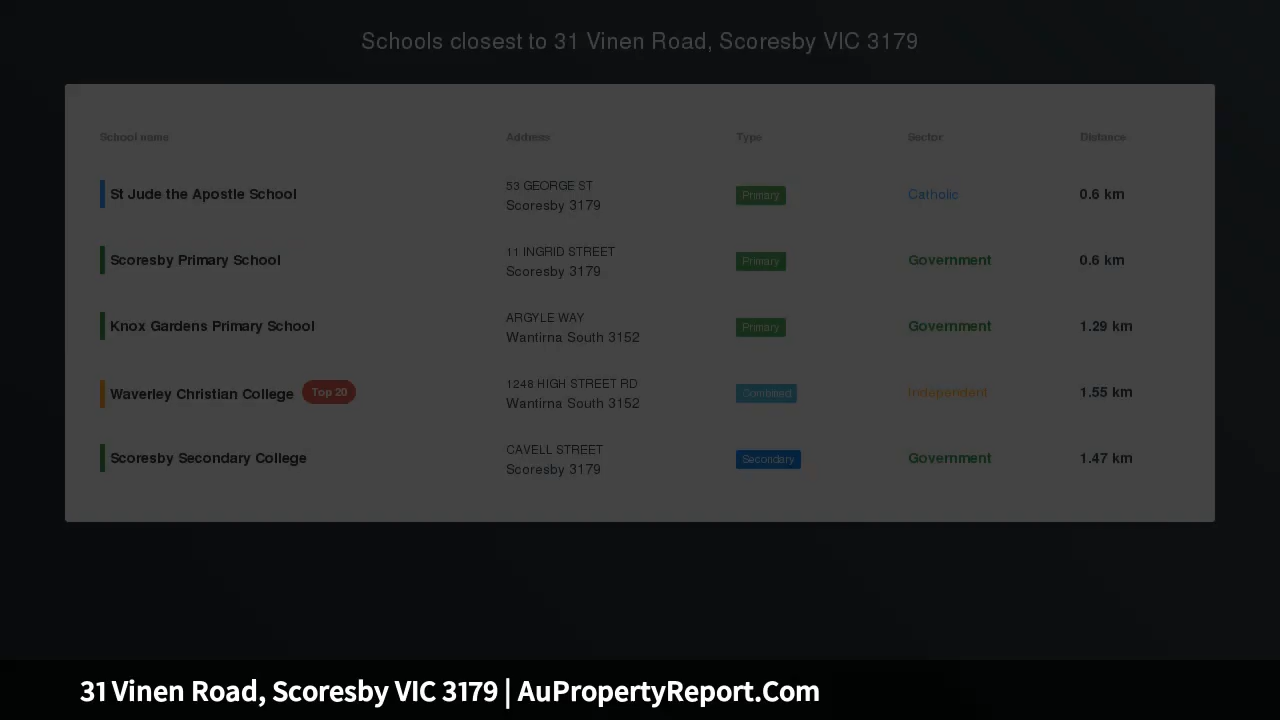 Schools closest to 31 Vinen Road, Scoresby VIC 3179
School name Address Type Sector Distance
St Jude the Apostle School 53 GEORGE ST Primary Catholic 0.6 km
Scoresby 3179
Scoresby Primary School 11 INGRID STREET Primary Government 0.6 km
Scoresby 3179
Knox Gardens Primary School ARGYLE WAY Primary Government 1.29 km
Wantirna South 3152
Waverley Christian College Top 20 1248 HIGH STREET RD Combined Independent 1.55 km
Wantirna South 3152
Scoresby Secondary College CAVELL STREET Secondary Government 1.47 km
Scoresby 3179
31 Vinen Road, Scoresby VIC 3179 | AuPropertyReport.Com